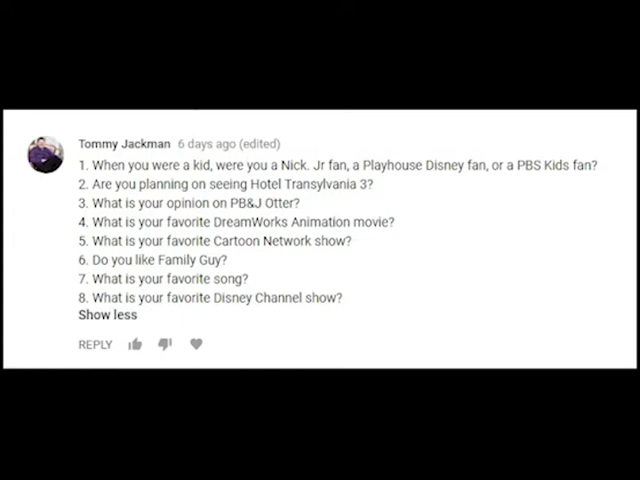 Tommy Jackman 6 days ago (edited)
1. When you were a kid, were you a Nick. Jr fan, a Playhouse Disney fan, or a PBS Kids fan?
2. Are you planning on seeing Hotel Transylvania 3?
3. What is your opinion on PB&J Otter?
4. What is your favorite DreamWorks Animation movie?
5. What is your favorite Cartoon Network show?
6. Do you like Family Guy?
7. What is your favorite song?
8. What is your favorite Disney Channel show?
Show less
REPLY